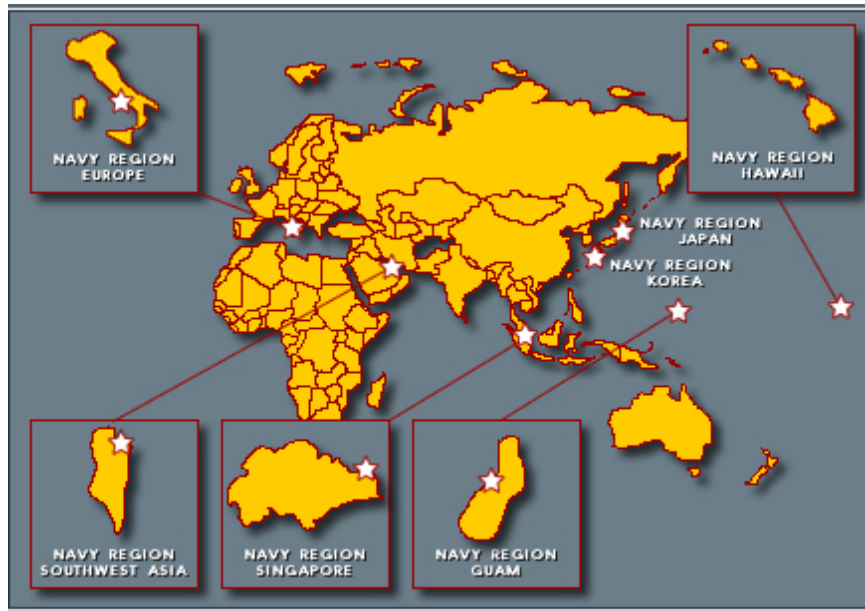 NAVY REGION
EUROPE
NAVY REGION
HAWAII
NAVY REGION
JAPAN
NAVY REGION
KOREA
NAVY REGION
SOUTHWEST ASIA
NAVY REGION
SINGAPORE
NAVY REGION
GUAM